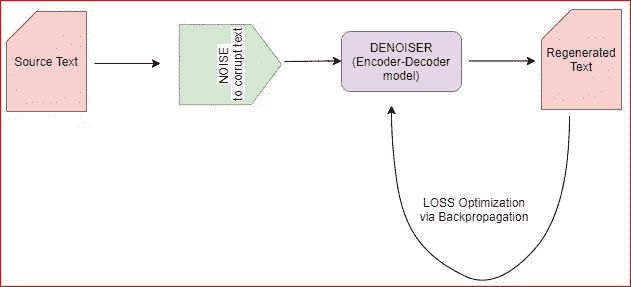 Source Text
NOISE
to corrupt text
DENOISER
(Encoder-Decoder
model)
Regenerated
Text
LOSS Optimization
via Backpropagation